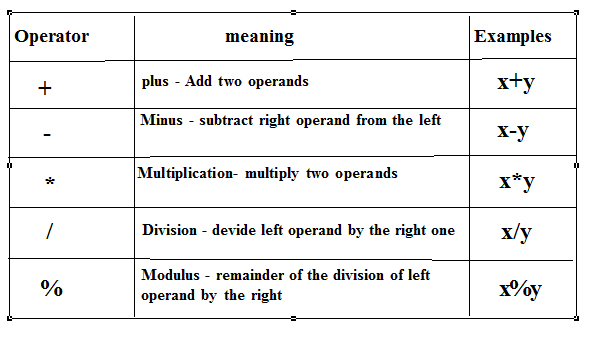 Operator meaning Examples
+ plus - Add two operands x+y
- Minus - subtract right operand from the left x-y
* Multiplication- multiply two operands x*y
/ Division - devide left operand by the right one x/y
% Modulus - remainder of the division of left x%y
operand by the right